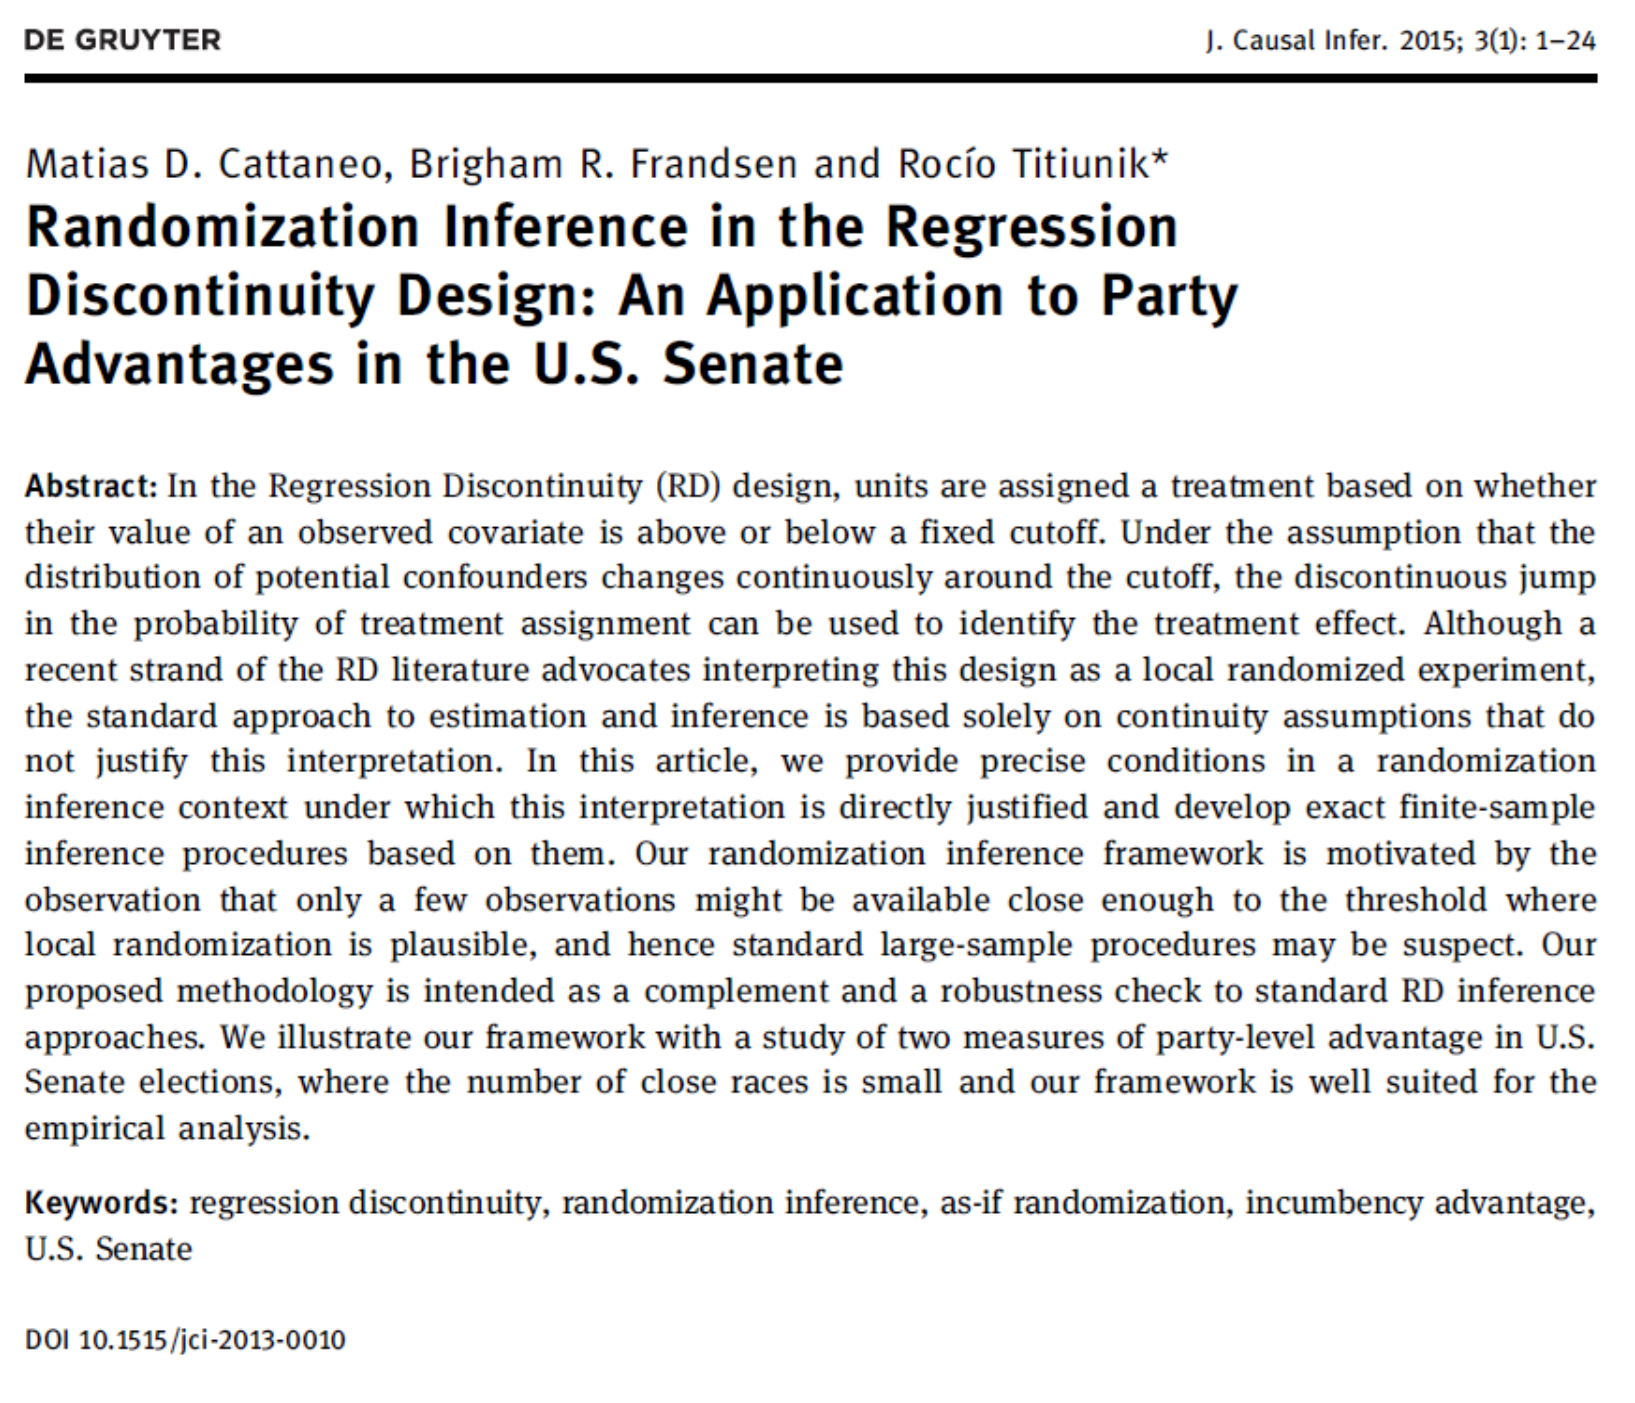 DE GRUYTER
J. Causal Infer. 2015; 3(1): 1–24
Matias D. Cattaneo, Brigham R. Frandsen and Rocío Titiunik*
Randomization Inference in the Regression
Discontinuity Design: An Application to Party
Advantages in the U.S. Senate
Abstract: In the Regression Discontinuity (RD) design, units are assigned a treatment based on whether
their value of an observed covariate is above or below a fixed cutoff. Under the assumption that the
distribution of potential confounders changes continuously around the cutoff, the discontinuous jump
in the probability of treatment assignment can be used to identify the treatment effect. Although a
recent strand of the RD literature advocates interpreting this design as a local randomized experiment,
the standard approach to estimation and inference is based solely on continuity assumptions that do
not justify this interpretation. In this article, we provide precise conditions in a randomization
inference context under which this interpretation is directly justified and develop exact finite-sample
inference procedures based on them. Our randomization inference framework is motivated by the
observation that only a few observations might be available close enough to the threshold where
local randomization is plausible, and hence standard large-sample procedures may be suspect. Our
proposed methodology is intended as a complement and a robustness check to standard RD inference
approaches. We illustrate our framework with a study of two measures of party-level advantage in U.S.
Senate elections, where the number of close races is small and our framework is well suited for the
empirical analysis.
Keywords: regression discontinuity, randomization inference, as-if randomization, incumbency advantage,
U.S. Senate
DOI 10.1515/jci-2013-0010